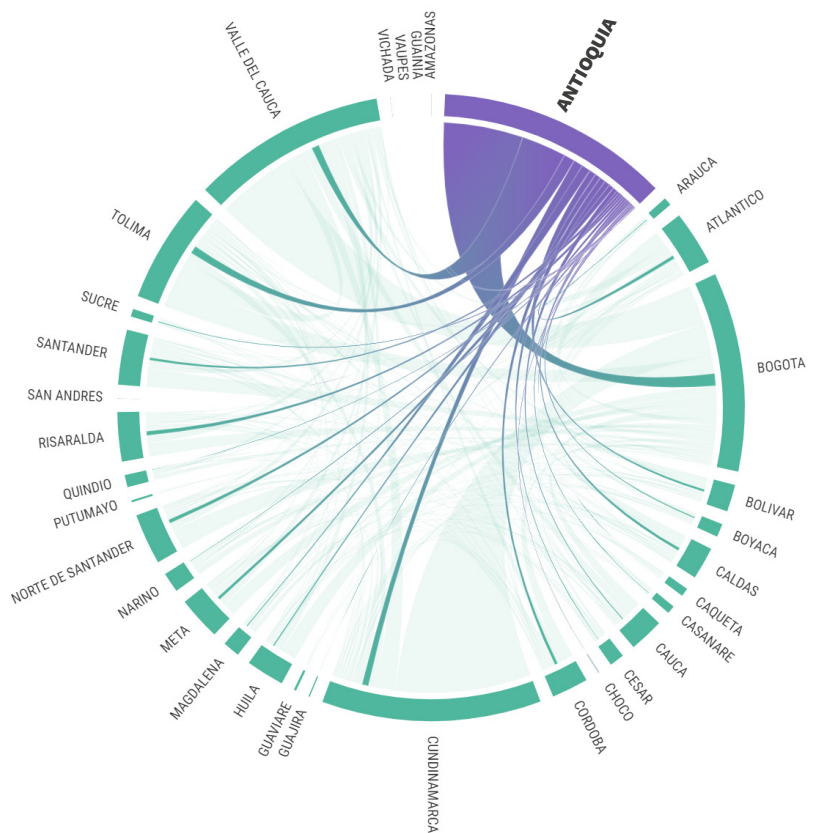 AMAZONAS
ANTIOQUIA
ARAUCA
ATLANTICO
BOGOTA
BOLIVAR
BOYACA
CALDAS
CAQUETA
CASANARE
CAUCA
CESAR
CHOCO
CORDOBA
CUNDINAMARCA
GUAJIRA
GUAVIARE
HUILA
MAGDALENA
META
NARINO
NORTE DE SANTANDER
PUTUMAYO
QUINDIO
RISARALDA
SAN ANDRES
SANTANDER
SUCRE
TOLIMA
VALLE DEL CAUCA
VICHADA
VAUPES
GUAINIA